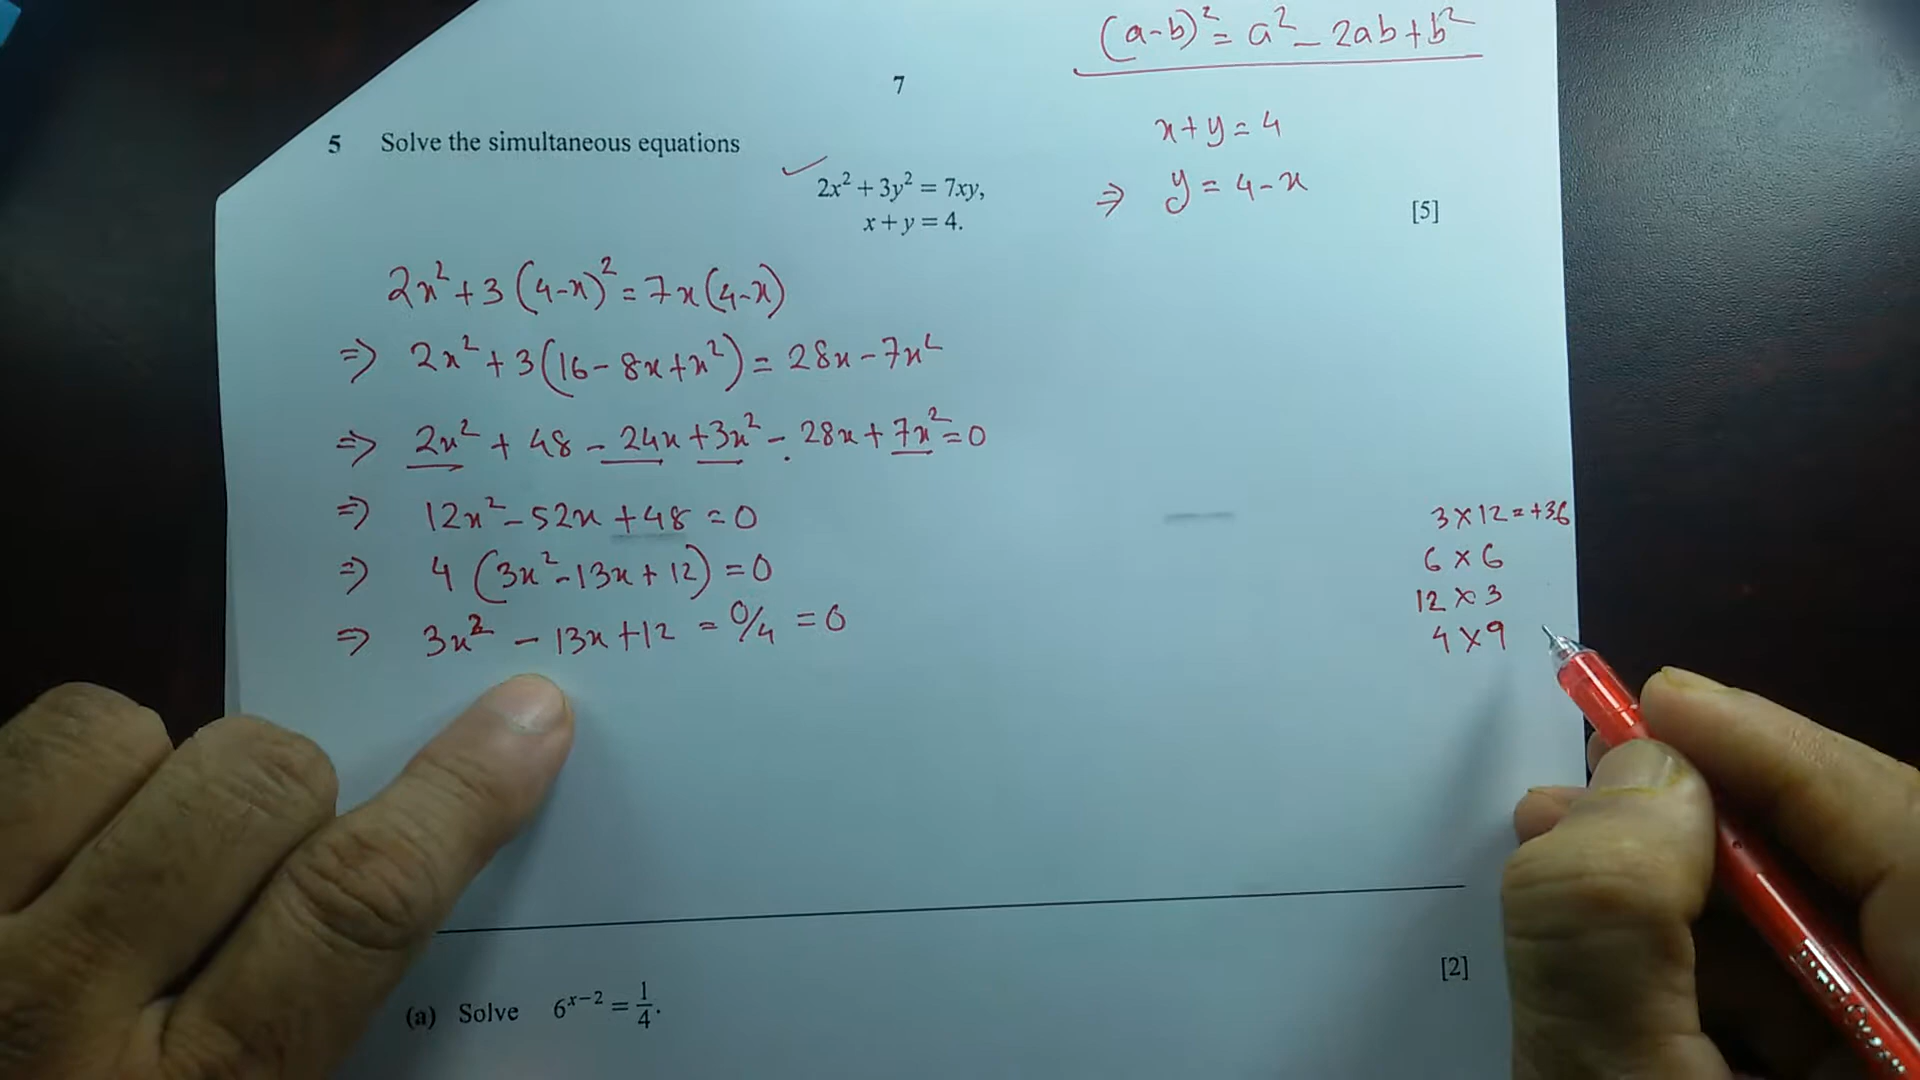 (a-b)² = a² - 2ab + b²
7
x + y = 4
5 Solve the simultaneous equations
2x² + 3y² = 7xy,
⇒ y = 4 - x
x + y = 4.
[5]
2x² + 3(4-x)² = 7x(4-x)
⇒ 2x² + 3(16 - 8x + x²) = 28x - 7x²
⇒ 2x² + 48 - 24x + 3x² - 28x + 7x² = 0
⇒ 12x² - 52x + 48 = 0
⇒ 4 (3x² - 13x + 12) = 0
⇒ 3x² - 13x + 12 = 0/4 = 0
3 × 12 = +36
6 × 6
12 × 3
4 × 9
[2]
(a) Solve 6^{x-2} = 1/4.